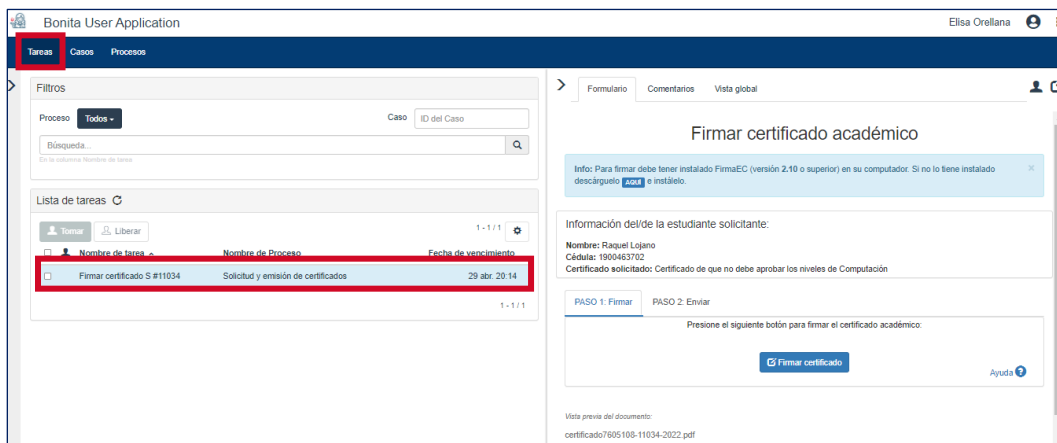 Bonita User Application
Elisa Orellana
Tareas Casos Procesos
Filtros
Proceso Todos Caso ID del Caso
Búsqueda...
En la columna Nombre de tarea
Lista de tareas
Tomar Liberar 1 - 1 / 1
Nombre de tarea Nombre de Proceso Fecha de vencimiento
Firmar certificado S #11034 Solicitud y emisión de certificados 29 abr. 20:14
1 - 1 / 1
Formulario Comentarios Vista global
Firmar certificado académico
Info: Para firmar debe tener instalado FirmaEC (versión 2.10 o superior) en su computador. Si no lo tiene instalado
descárguelo AQUÍ e instálelo.
Información del/de la estudiante solicitante:
Nombre: Raquel Lojano
Cédula: 1900463702
Certificado solicitado: Certificado de que no debe aprobar los niveles de Computación
PASO 1: Firmar PASO 2: Enviar
Presione el siguiente botón para firmar el certificado académico:
Firmar certificado
Ayuda
Vista previa del documento:
certificado7605108-11034-2022.pdf